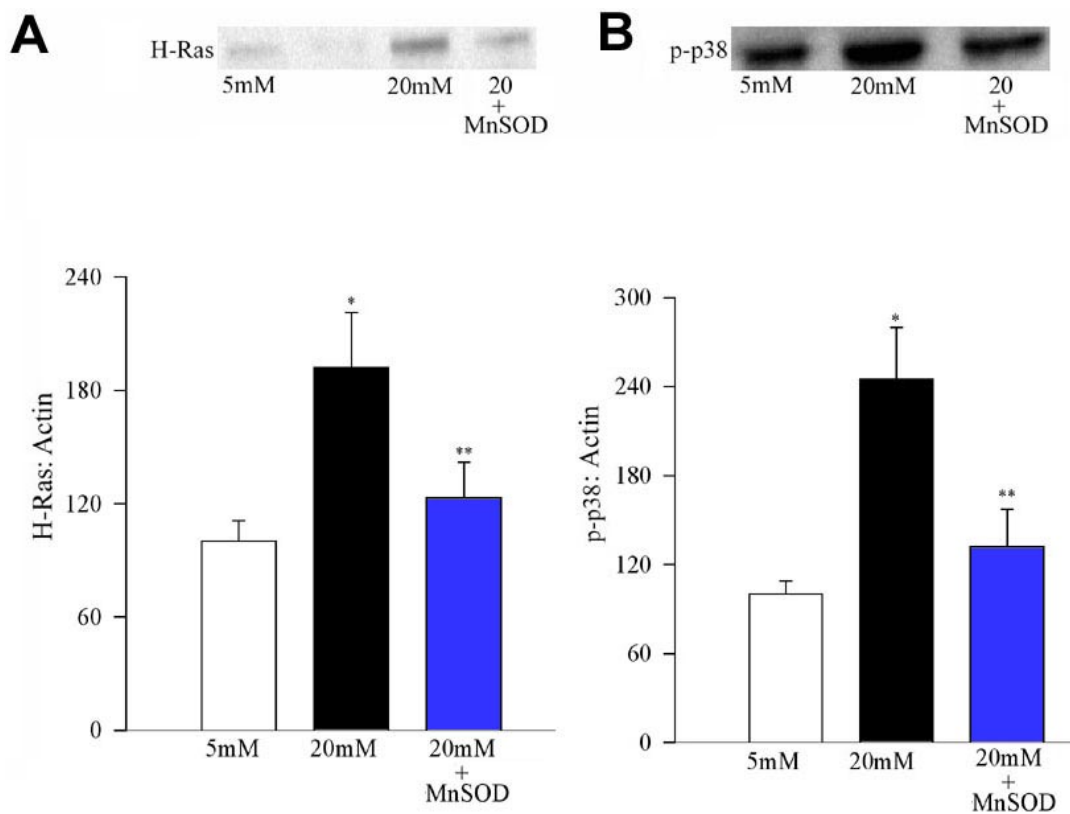 A
H-Ras
5mM
20mM
20
+
MnSOD
240
*
180
**
120
60
0
H-Ras: Actin
5mM
20mM
20mM
+
MnSOD
B
p-p38
5mM
20mM
20
+
MnSOD
300
*
240
180
**
120
60
0
p-p38: Actin
5mM
20mM
20mM
+
MnSOD